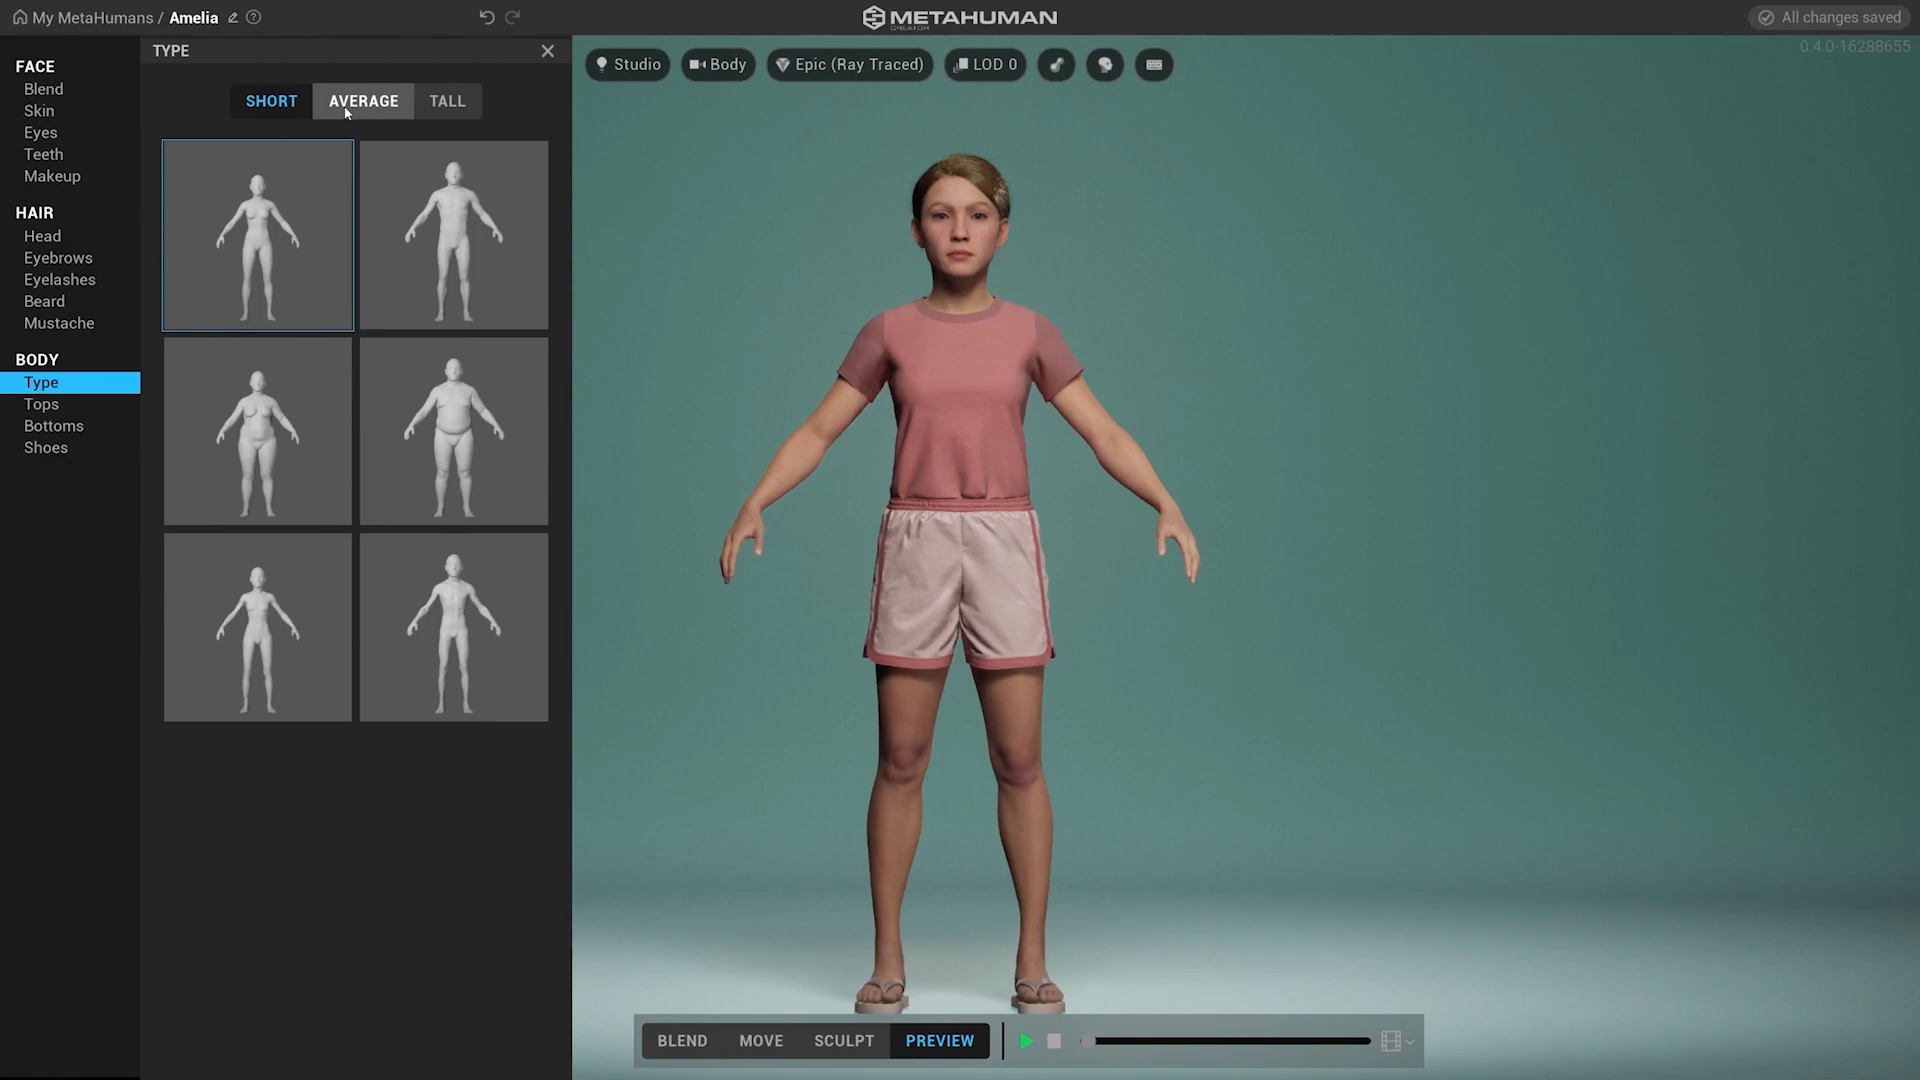 My MetaHumans / Amelia
METAHUMAN
CREATOR
All changes saved
0.4.0-16288655
FACE
Blend
Skin
Eyes
Teeth
Makeup
HAIR
Head
Eyebrows
Eyelashes
Beard
Mustache
BODY
Type
Tops
Bottoms
Shoes
TYPE
SHORT AVERAGE TALL
Studio Body Epic (Ray Traced) LOD 0
BLEND MOVE SCULPT PREVIEW